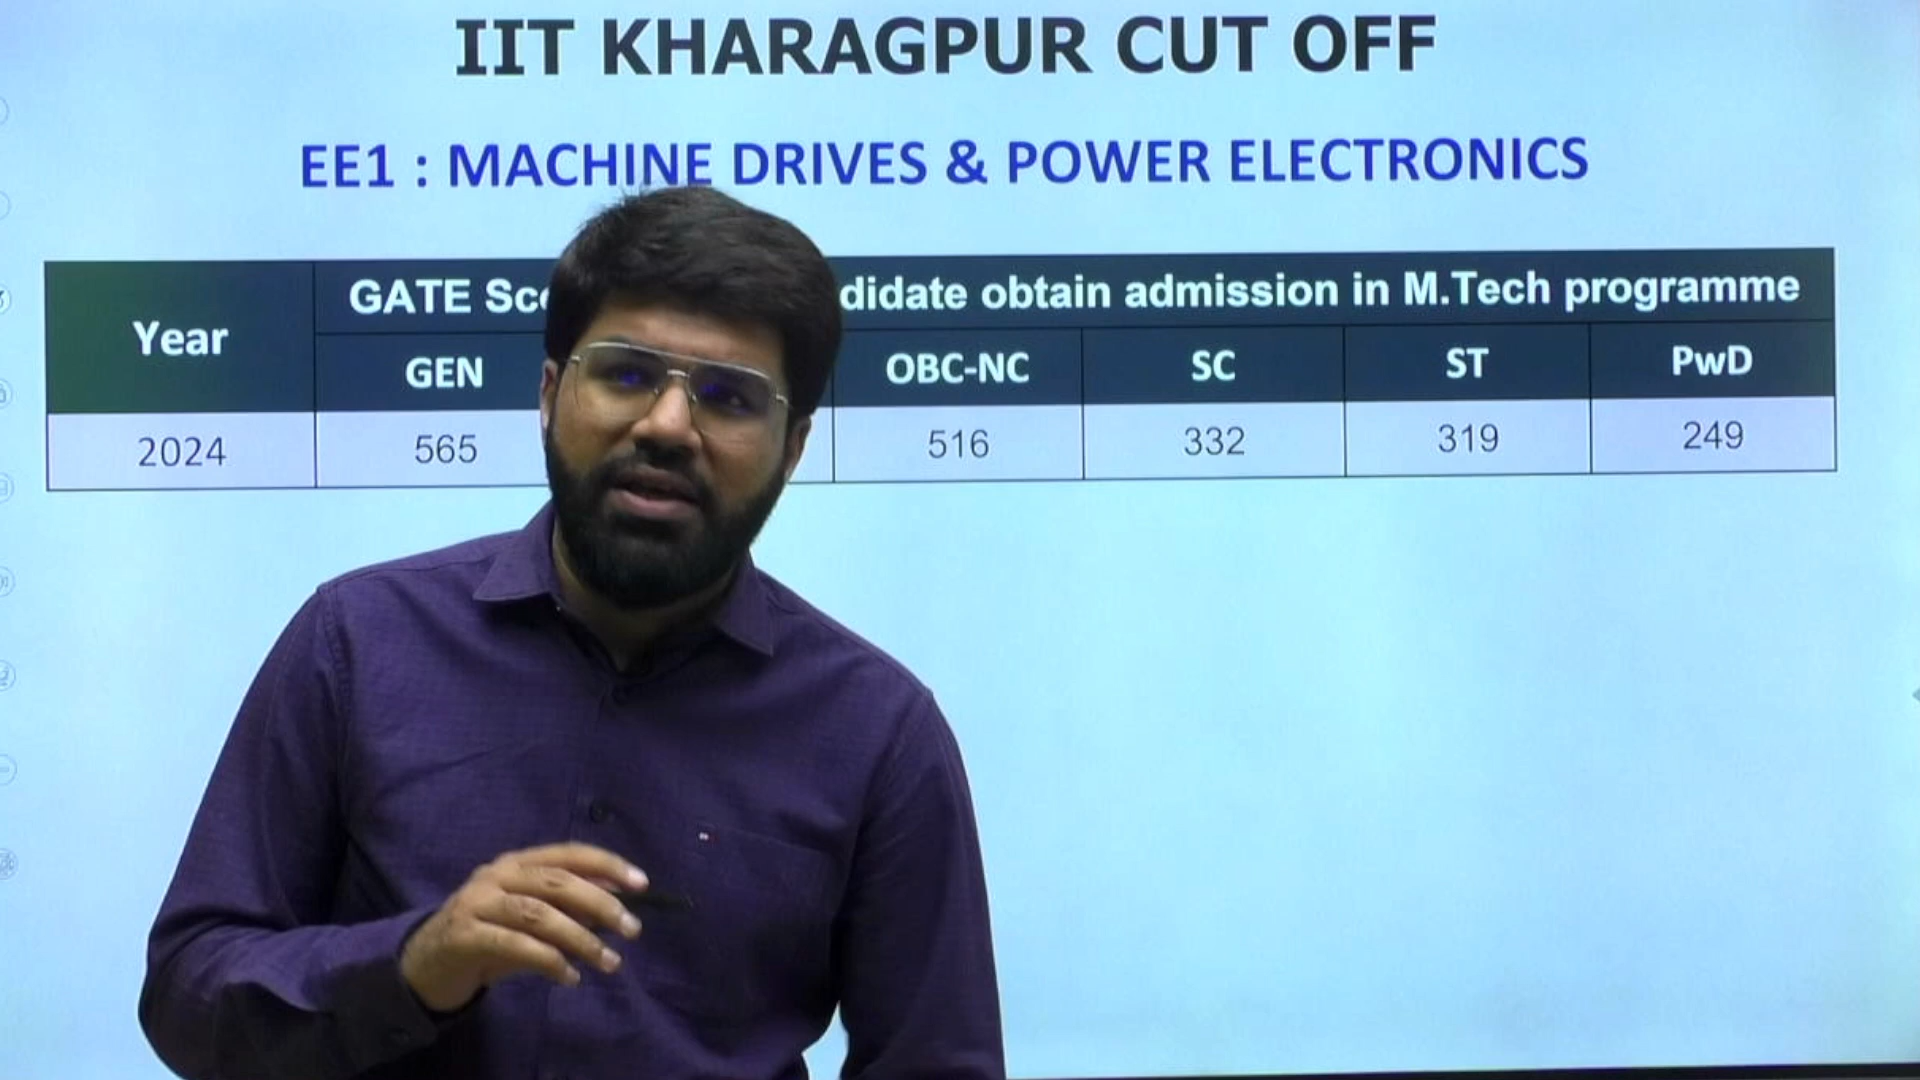 IIT KHARAGPUR CUT OFF
EE1 : MACHINE DRIVES & POWER ELECTRONICS
Year
GATE didate obtain admission in M.Tech programme
GEN OBC-NC SC ST PwD
2024 565 516 332 319 249